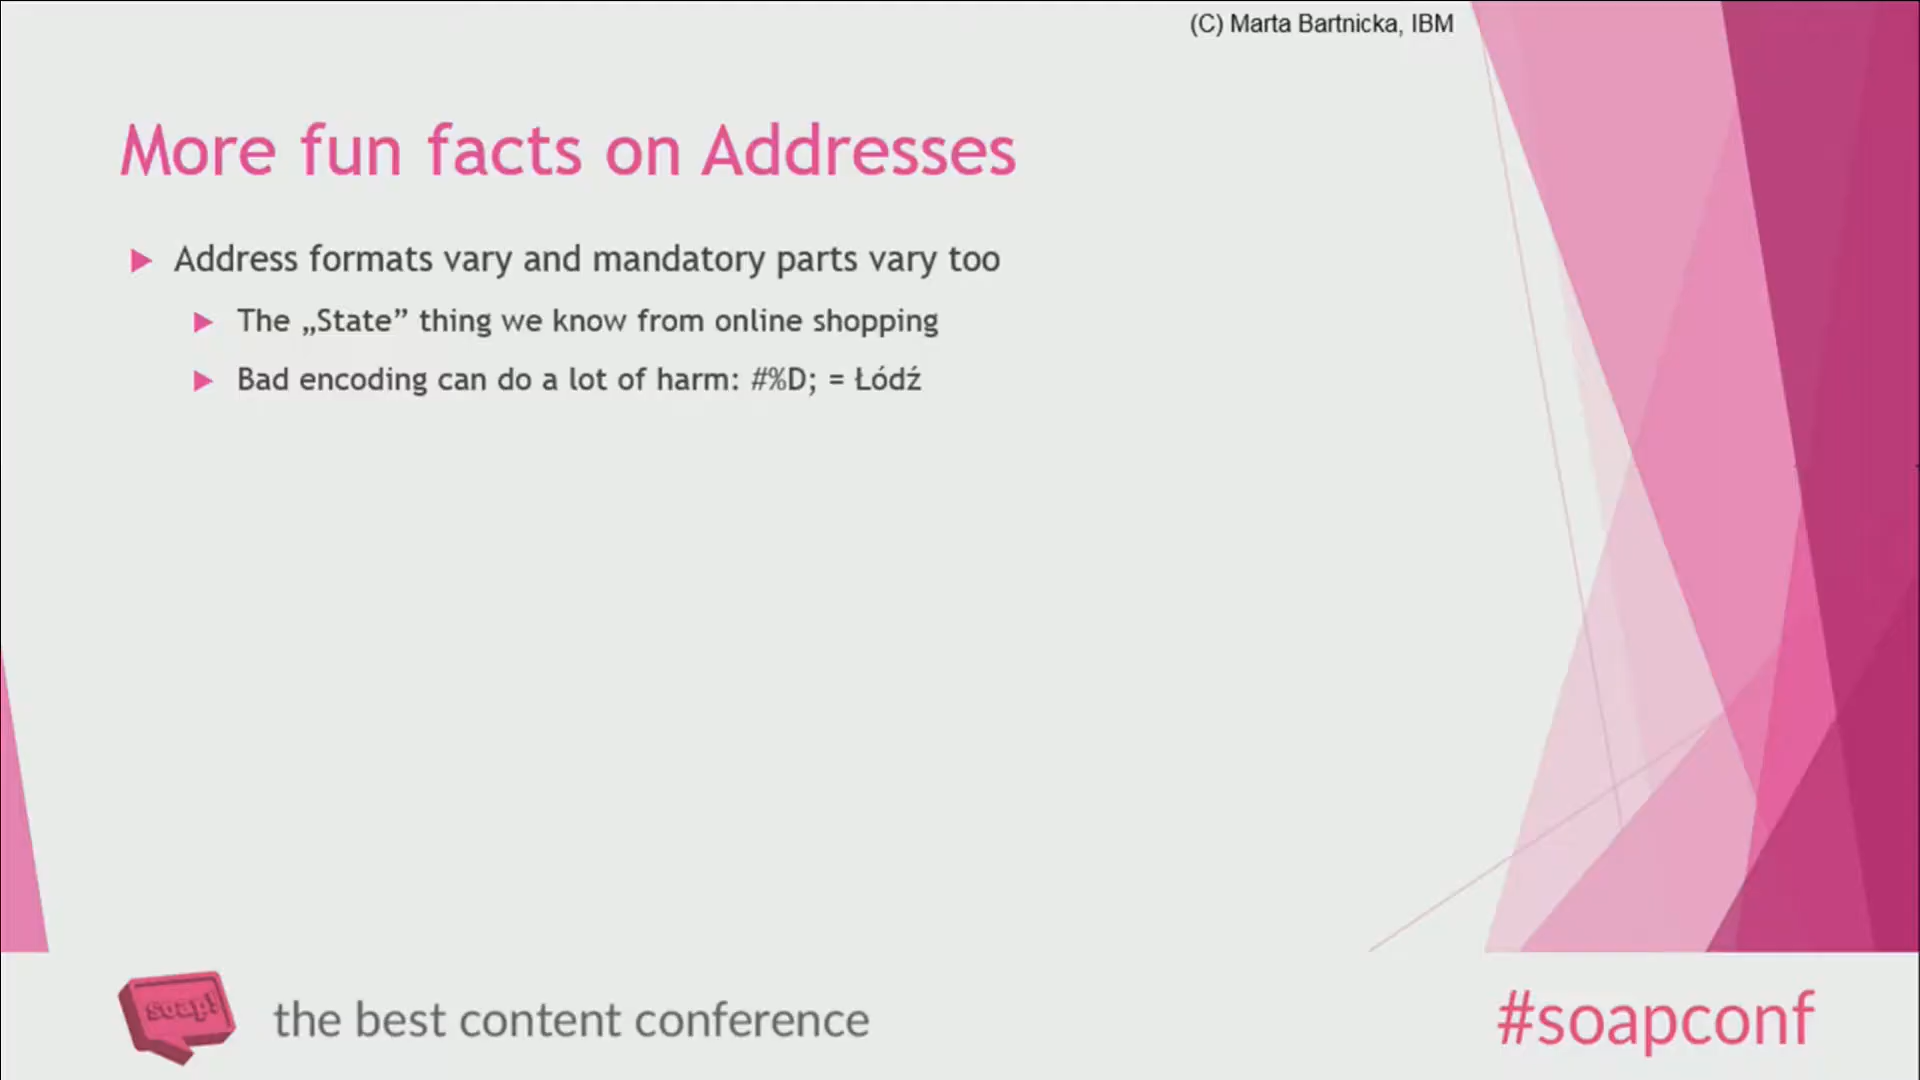 (C) Marta Bartnicka, IBM
More fun facts on Addresses
Address formats vary and mandatory parts vary too
The „State” thing we know from online shopping
Bad encoding can do a lot of harm: #%D; = Łódź
soap!
the best content conference
#soapconf